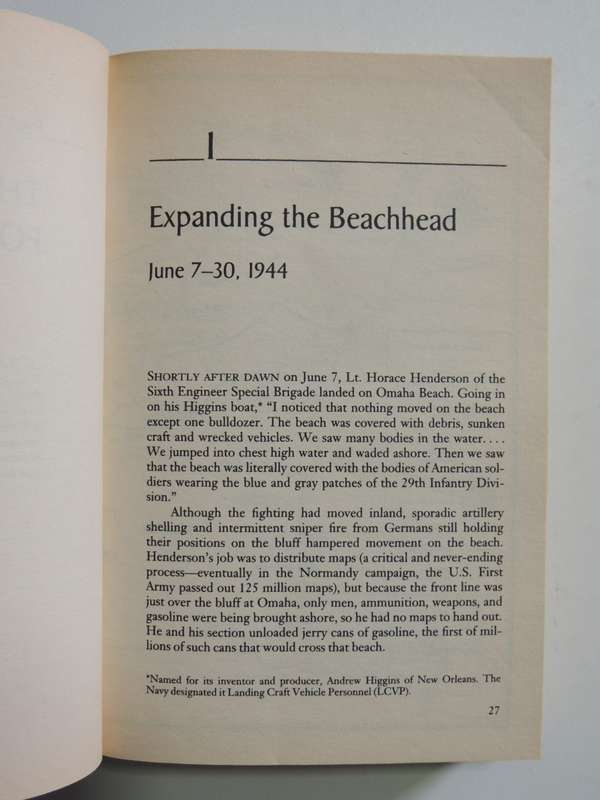 1
Expanding the Beachhead
June 7–30, 1944
SHORTLY AFTER DAWN on June 7, Lt. Horace Henderson of the
Sixth Engineer Special Brigade landed on Omaha Beach. Going in
on his Higgins boat,* “I noticed that nothing moved on the beach
except one bulldozer. The beach was covered with debris, sunken
craft and wrecked vehicles. We saw many bodies in the water. . . .
We jumped into chest high water and waded ashore. Then we saw
that the beach was literally covered with the bodies of American sol-
diers wearing the blue and gray patches of the 29th Infantry Divi-
sion.”
Although the fighting had moved inland, sporadic artillery
shelling and intermittent sniper fire from Germans still holding
their positions on the bluff hampered movement on the beach.
Henderson’s job was to distribute maps (a critical and never-ending
process—eventually in the Normandy campaign, the U.S. First
Army passed out 125 million maps), but because the front line was
just over the bluff at Omaha, only men, ammunition, weapons, and
gasoline were being brought ashore, so he had no maps to hand out.
He and his section unloaded jerry cans of gasoline, the first of mil-
lions of such cans that would cross that beach.
*Named for its inventor and producer, Andrew Higgins of New Orleans. The
Navy designated it Landing Craft Vehicle Personnel (LCVP).
27